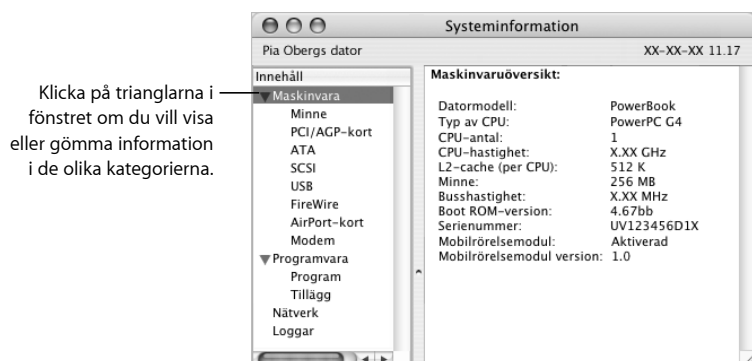 Systeminformation
Pia Obergs dator XX-XX-XX 11.17
Klicka på trianglarna i
fönstret om du vill visa
eller gömma information
i de olika kategorierna.
Innehåll
Maskinvara
Minne
PCI/AGP-kort
ATA
SCSI
USB
FireWire
AirPort-kort
Modem
Programvara
Program
Tillägg
Nätverk
Loggar
Maskinvaruöversikt:
Datormodell: PowerBook
Typ av CPU: PowerPC G4
CPU-antal: 1
CPU-hastighet: X.XX GHz
L2-cache (per CPU): 512 K
Minne: 256 MB
Busshastighet: X.XX MHz
Boot ROM-version: 4.67bb
Serienummer: UV123456D1X
Mobilrörelsemodul: Aktiverad
Mobilrörelsemodul version: 1.0